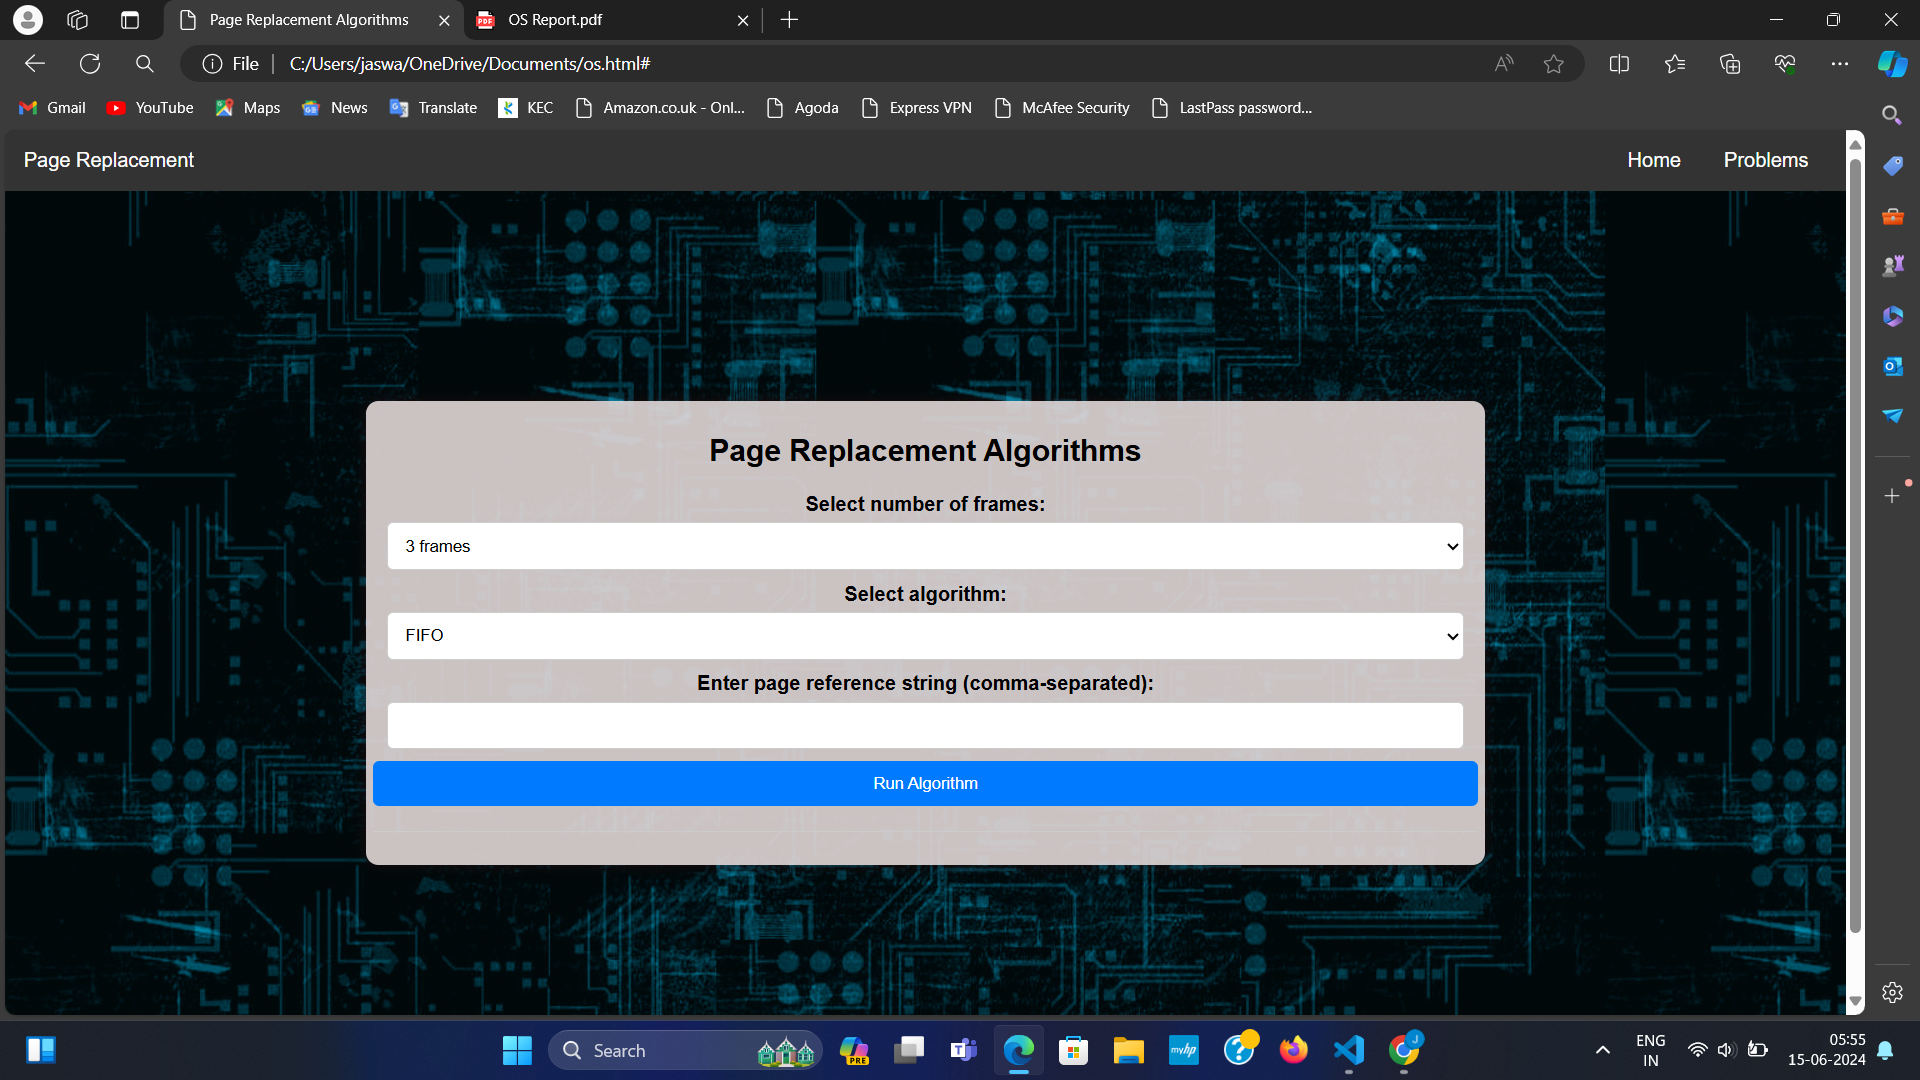 Page Replacement Algorithms
OS Report.pdf
File
C:/Users/jaswa/OneDrive/Documents/os.html#
Gmail
YouTube
Maps
News
Translate
KEC
Amazon.co.uk - Onl...
Agoda
Express VPN
McAfee Security
LastPass password...
Page Replacement
Home
Problems
Page Replacement Algorithms
Select number of frames:
3 frames
Select algorithm:
FIFO
Enter page reference string (comma-separated):
Run Algorithm
Search
PRE
myhp
J
ENG
IN
05:55
15-06-2024